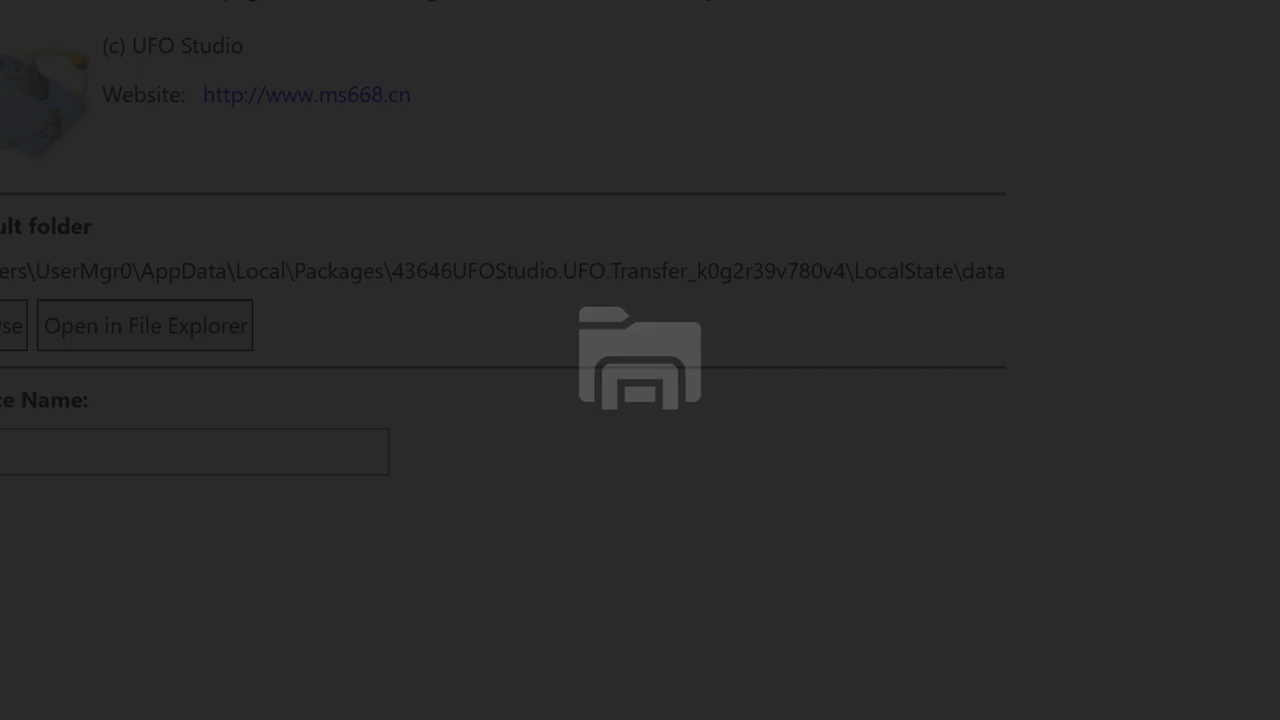 (c) UFO Studio
Website: http://www.ms668.cn
ult folder
ers\UserMgr0\AppData\Local\Packages\43646UFOStudio.UFO.Transfer_k0g2r39v780v4\LocalState\data
se Open in File Explorer
ce Name: